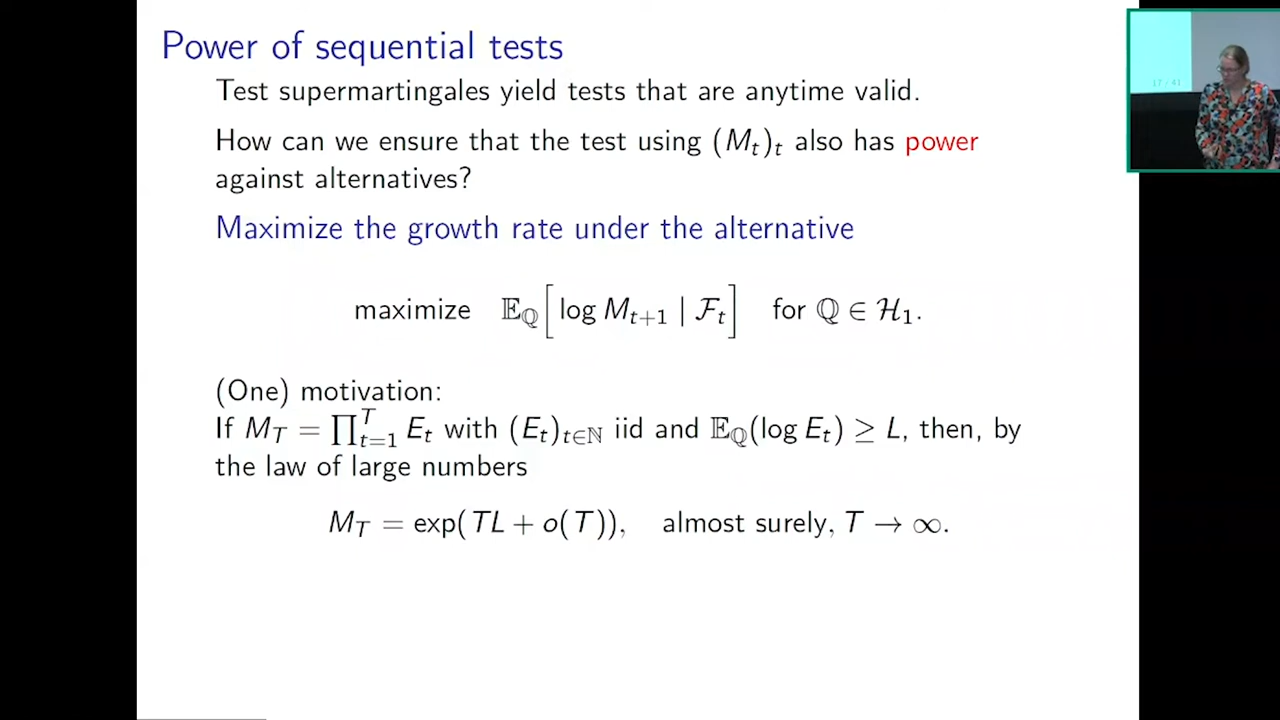 Power of sequential tests
Test supermartingales yield tests that are anytime valid.
How can we ensure that the test using (M_t)_t also has power
against alternatives?
Maximize the growth rate under the alternative
maximize 𝔼_ℚ[log M_{t+1} | ℱ_t] for ℚ ∈ ℋ_1.
(One) motivation:
If M_T = ∏_{t=1}^T E_t with (E_t)_{t∈ℕ} iid and 𝔼_ℚ(log E_t) ≥ L, then, by
the law of large numbers
M_T = exp(TL + o(T)), almost surely, T → ∞.
17 / 41